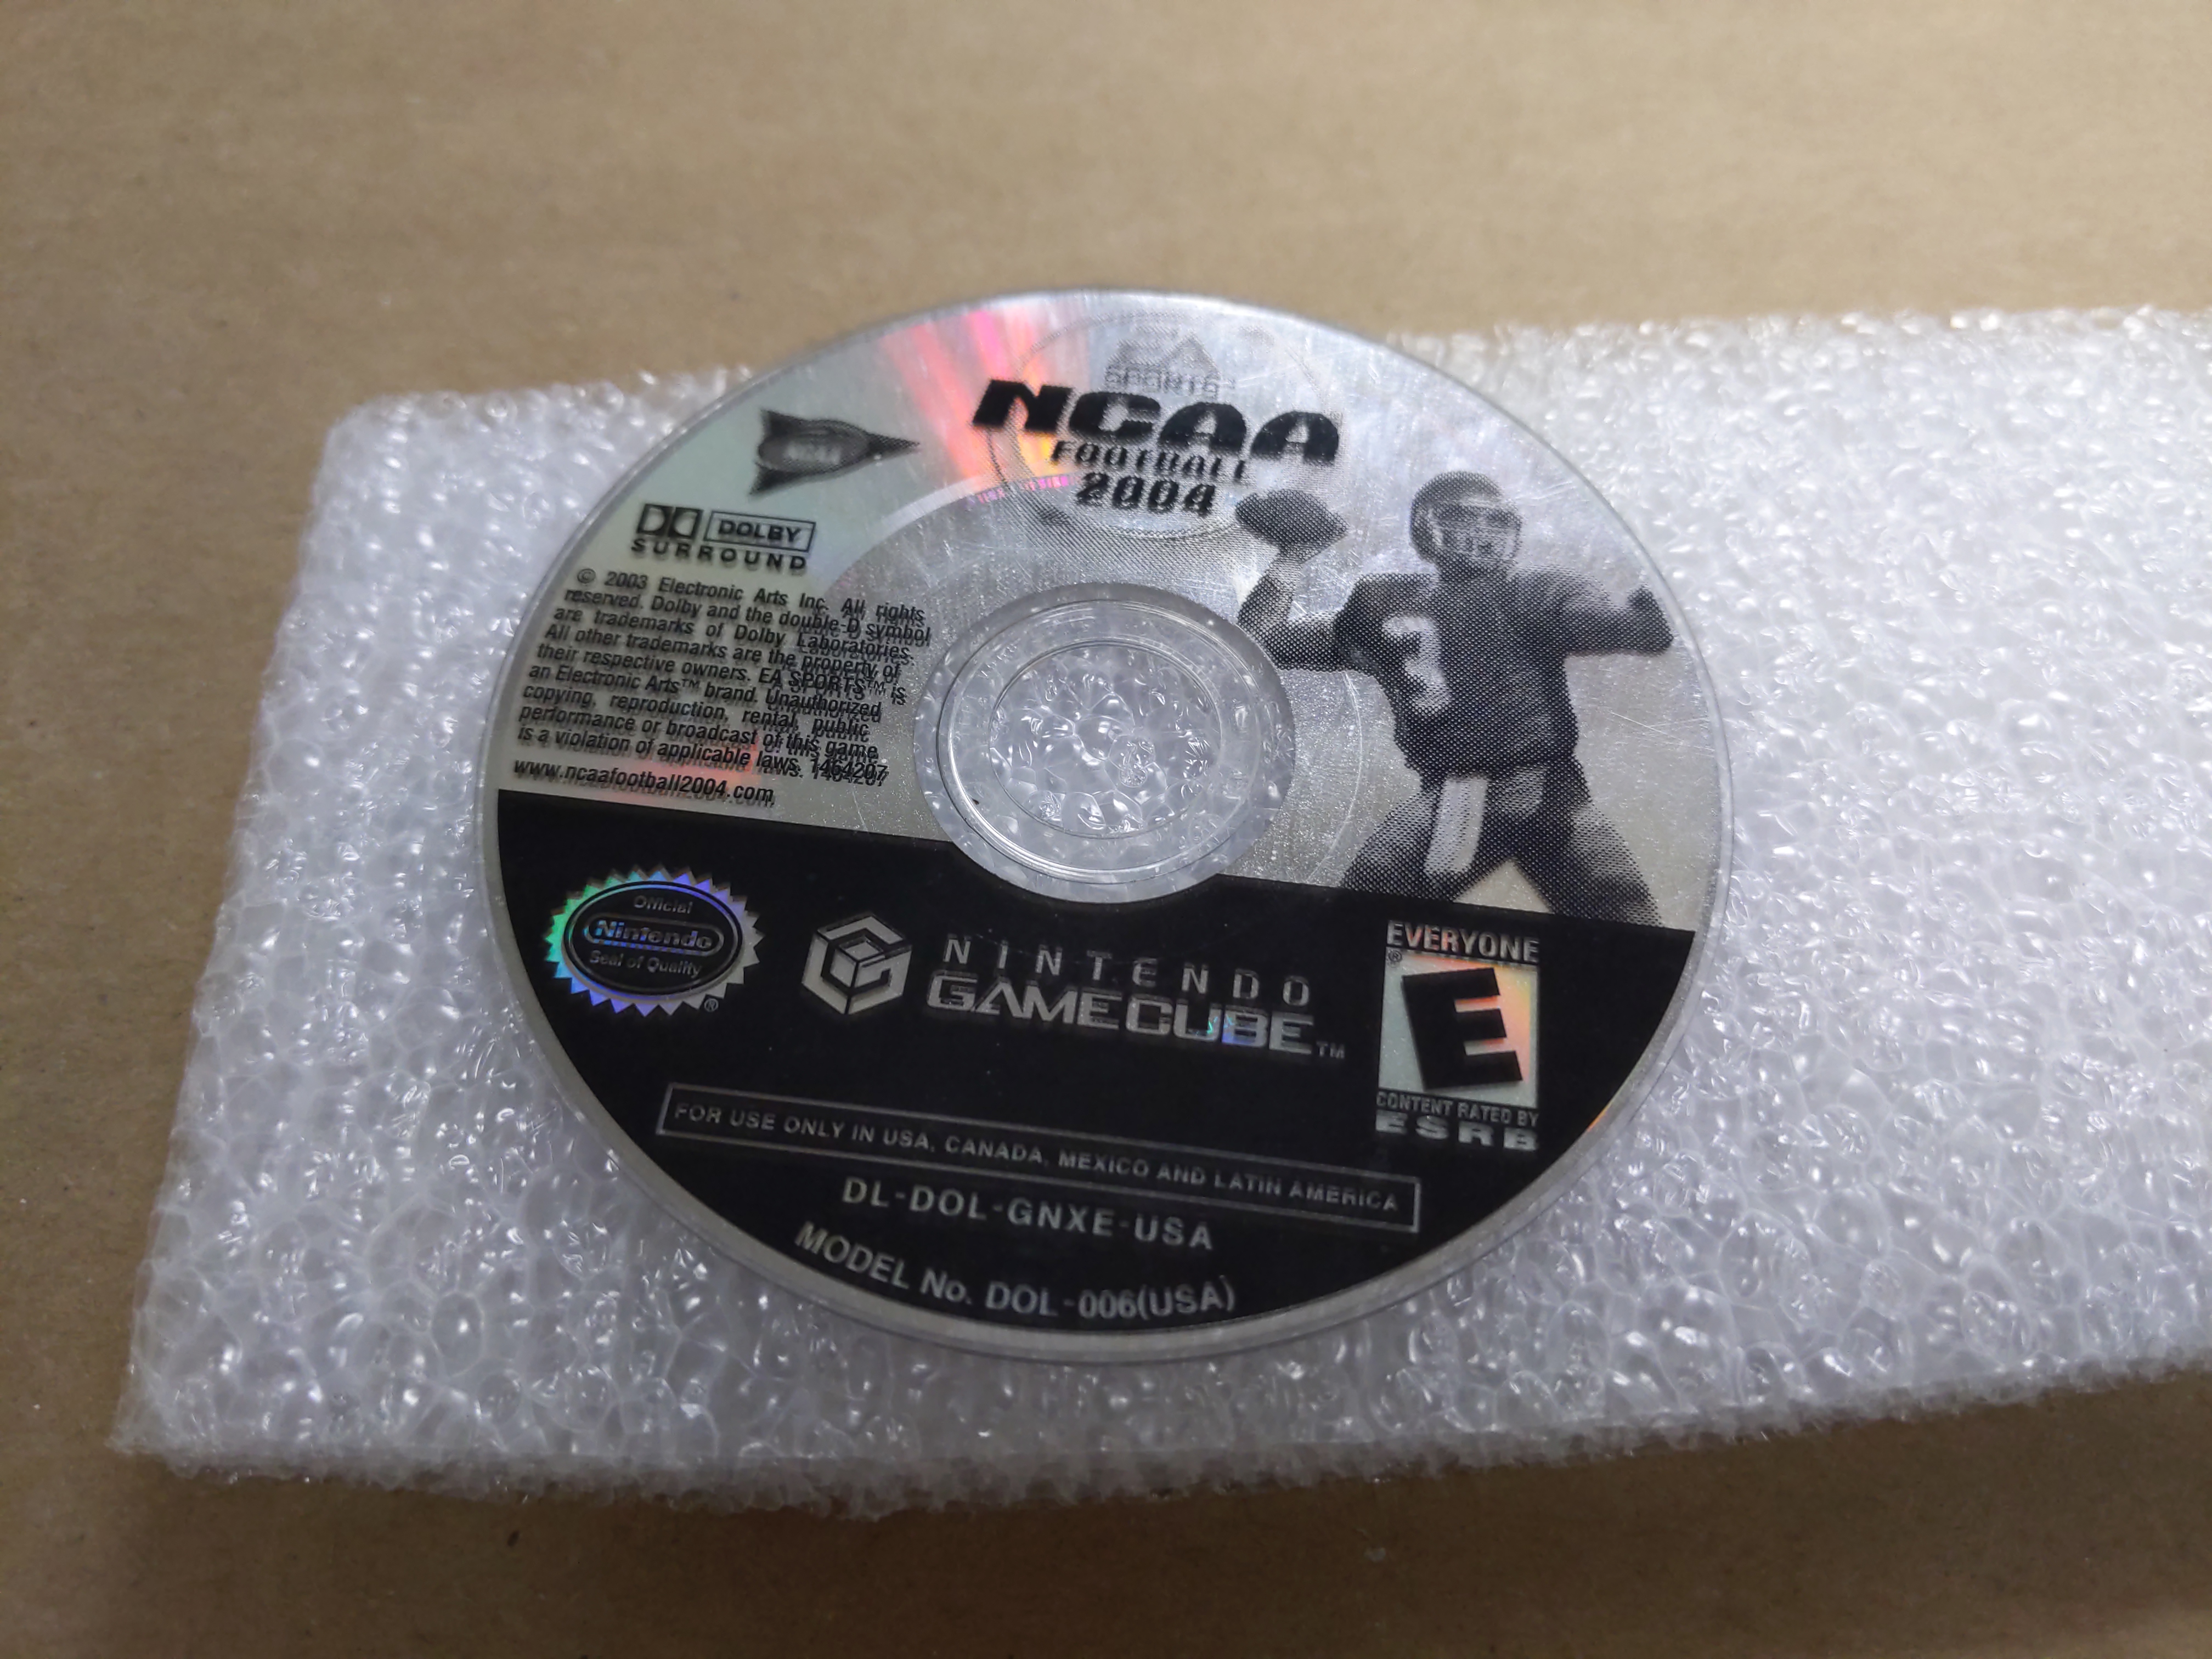 EA
SPORTS™
NCAA
FOOTBALL
2004
NCAA
DOLBY
SURROUND
© 2003 Electronic Arts Inc. All rights
reserved. Dolby and the double-D symbol
are trademarks of Dolby Laboratories.
All other trademarks are the property of
their respective owners. EA SPORTS™ is
an Electronic Arts™ brand. Unauthorized
copying, reproduction, rental, public
performance or broadcast of this game
is a violation of applicable laws. 1464207
www.ncaafootball2004.com
3
Official
Nintendo
Seal of Quality
®
NINTENDO
GAMECUBE™
EVERYONE
®
E
CONTENT RATED BY
ESRB
FOR USE ONLY IN USA, CANADA, MEXICO AND LATIN AMERICA
DL-DOL-GNXE-USA
MODEL No. DOL-006(USA)